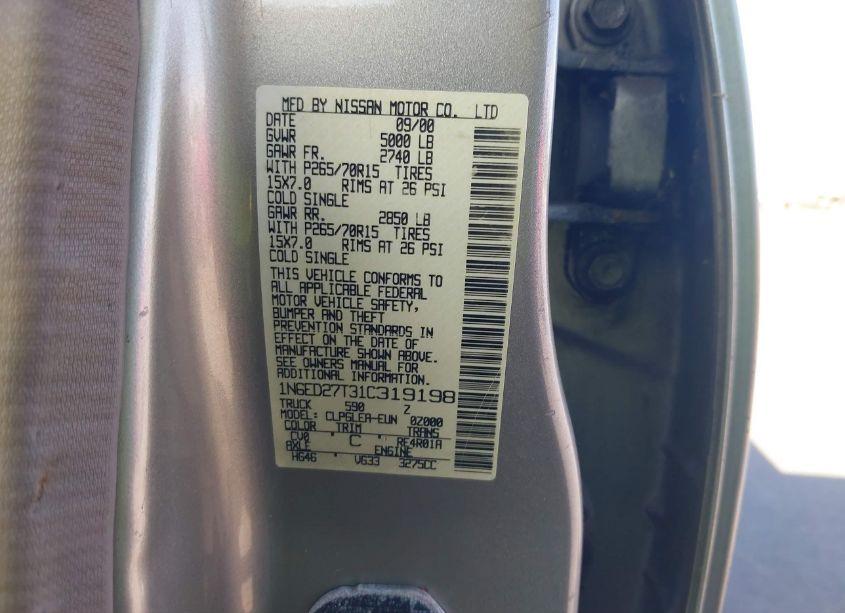 MFD BY NISSAN MOTOR CO. LTD
DATE 09/00
GVWR 5000 LB
GAWR FR. 2740 LB
WITH P265/70R15 TIRES
15X7.0 RIMS AT 26 PSI
COLD SINGLE
GAWR RR. 2850 LB
WITH P265/70R15 TIRES
15X7.0 RIMS AT 26 PSI
COLD SINGLE
THIS VEHICLE CONFORMS TO
ALL APPLICABLE FEDERAL
MOTOR VEHICLE SAFETY,
BUMPER AND THEFT
PREVENTION STANDARDS IN
EFFECT ON THE DATE OF
MANUFACTURE SHOWN ABOVE.
SEE OWNERS MANUAL FOR
ADDITIONAL INFORMATION.
1N6ED27T31C319198
TRUCK 590 Z
MODEL: CLPGLEA-EUN 0Z000
COLOR TRIM TRANS
CV0 C RE4R01A
AXLE ENGINE
HG46 VG33 3275CC